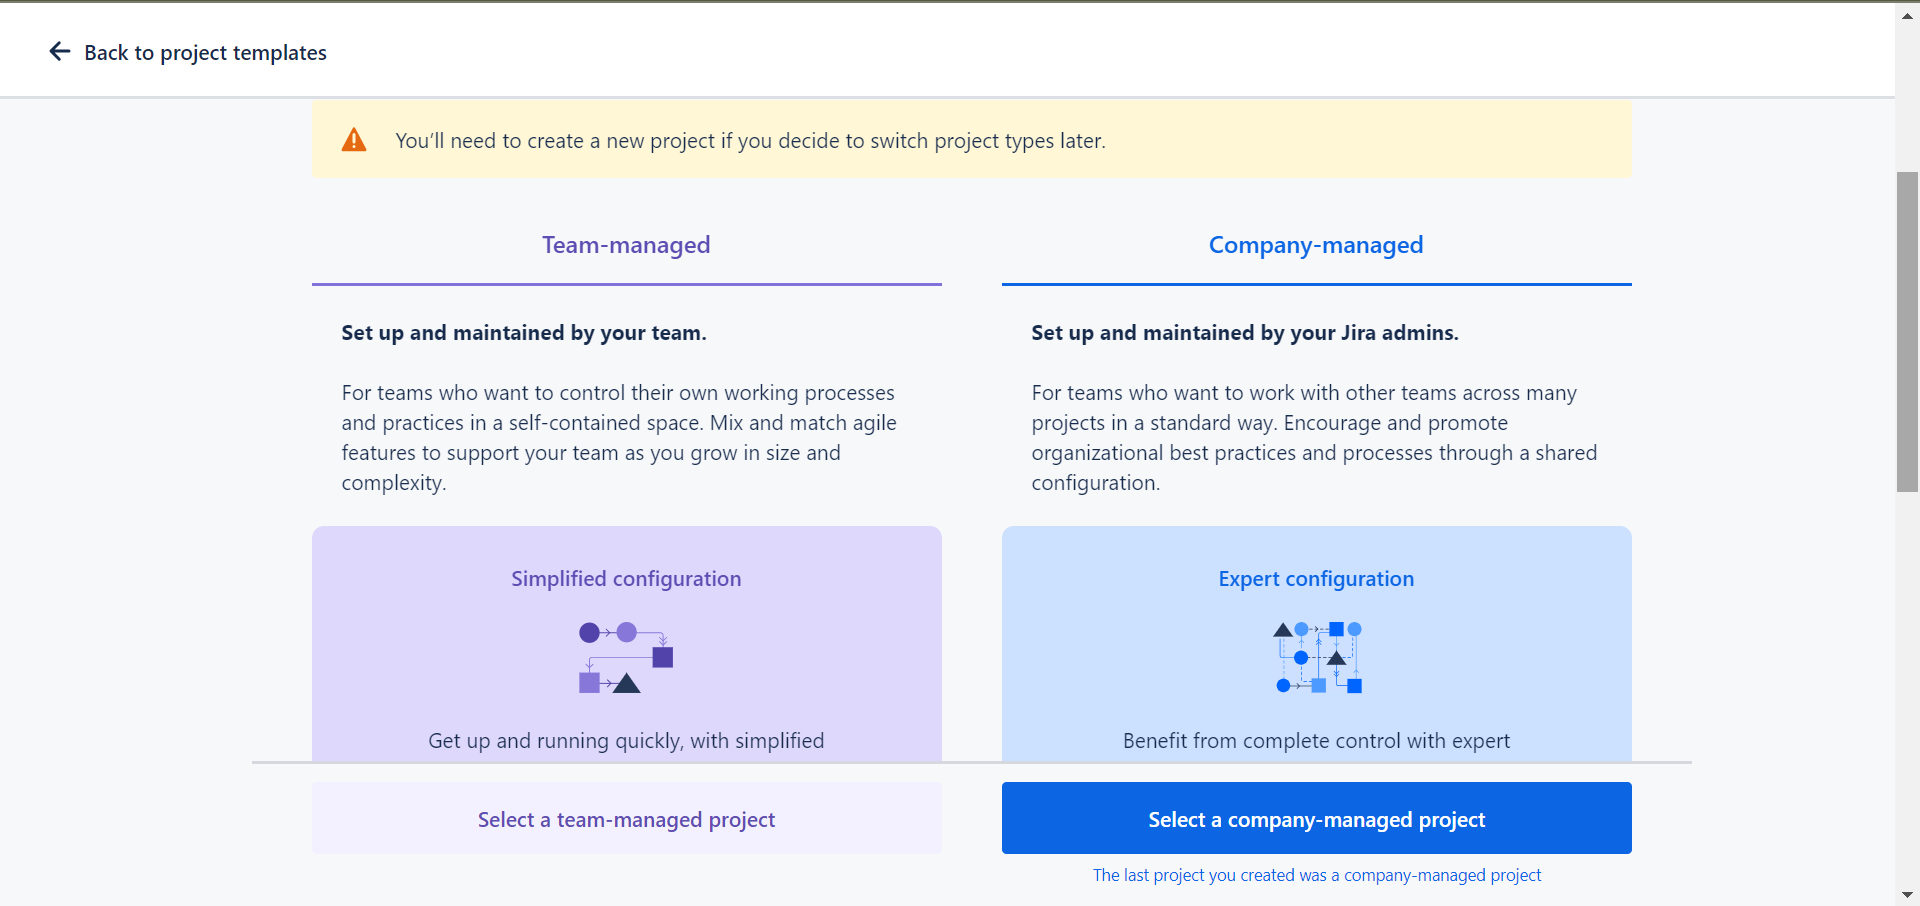 Back to project templates
You’ll need to create a new project if you decide to switch project types later.
Team-managed
Set up and maintained by your team.
For teams who want to control their own working processes
and practices in a self-contained space. Mix and match agile
features to support your team as you grow in size and
complexity.
Simplified configuration
Get up and running quickly, with simplified
Select a team-managed project
Company-managed
Set up and maintained by your Jira admins.
For teams who want to work with other teams across many
projects in a standard way. Encourage and promote
organizational best practices and processes through a shared
configuration.
Expert configuration
Benefit from complete control with expert
Select a company-managed project
The last project you created was a company-managed project